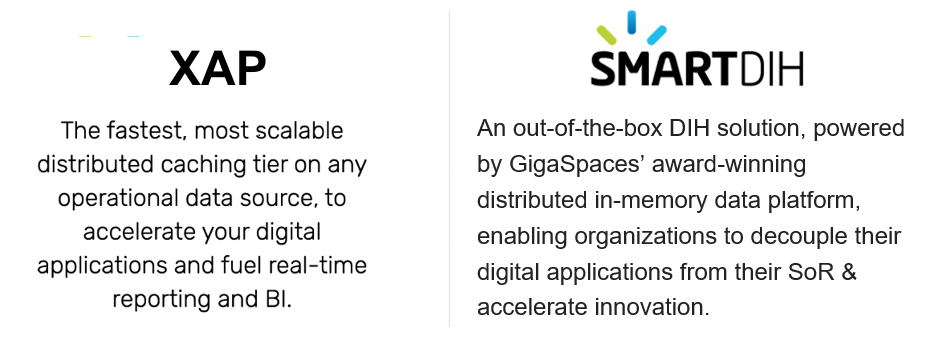 XAP
The fastest, most scalable
distributed caching tier on any
operational data source, to
accelerate your digital
applications and fuel real-time
reporting and BI.
SMARTDIH
An out-of-the-box DIH solution, powered
by GigaSpaces’ award-winning
distributed in-memory data platform,
enabling organizations to decouple their
digital applications from their SoR &
accelerate innovation.